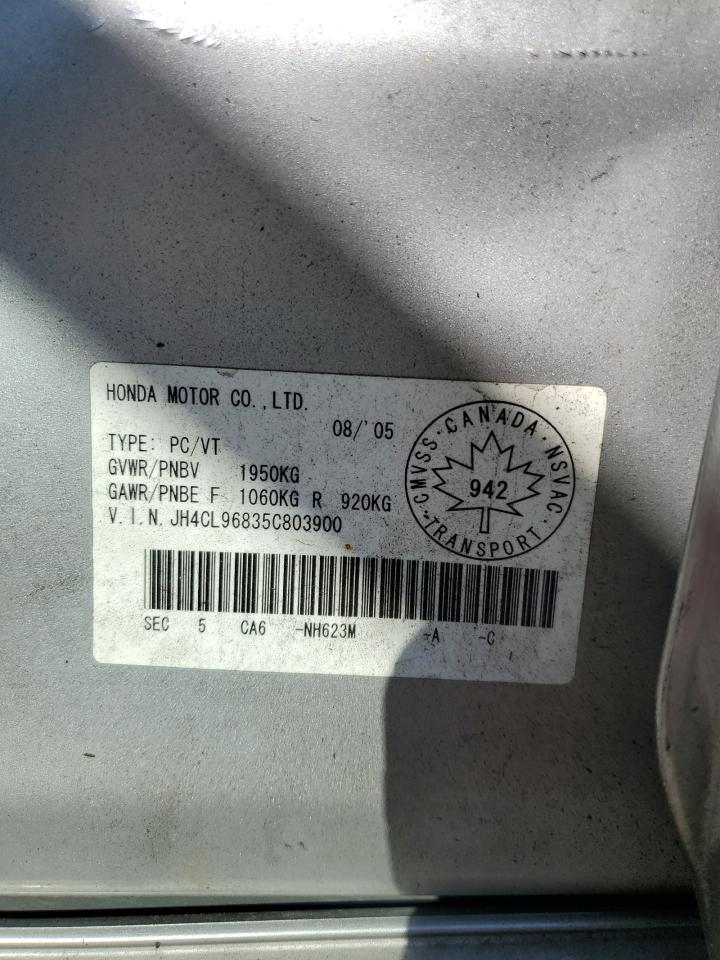 HONDA MOTOR CO.,LTD.
08/'05
TYPE: PC/VT
GVWR/PNBV 1950KG
GAWR/PNBE F 1060KG R 920KG
V.I.N. JH4CL96835C803900
CANADA · NSVAC · TRANSPORT · CMVSS ·
942
SEC 5 CA6 -NH623M -A -C